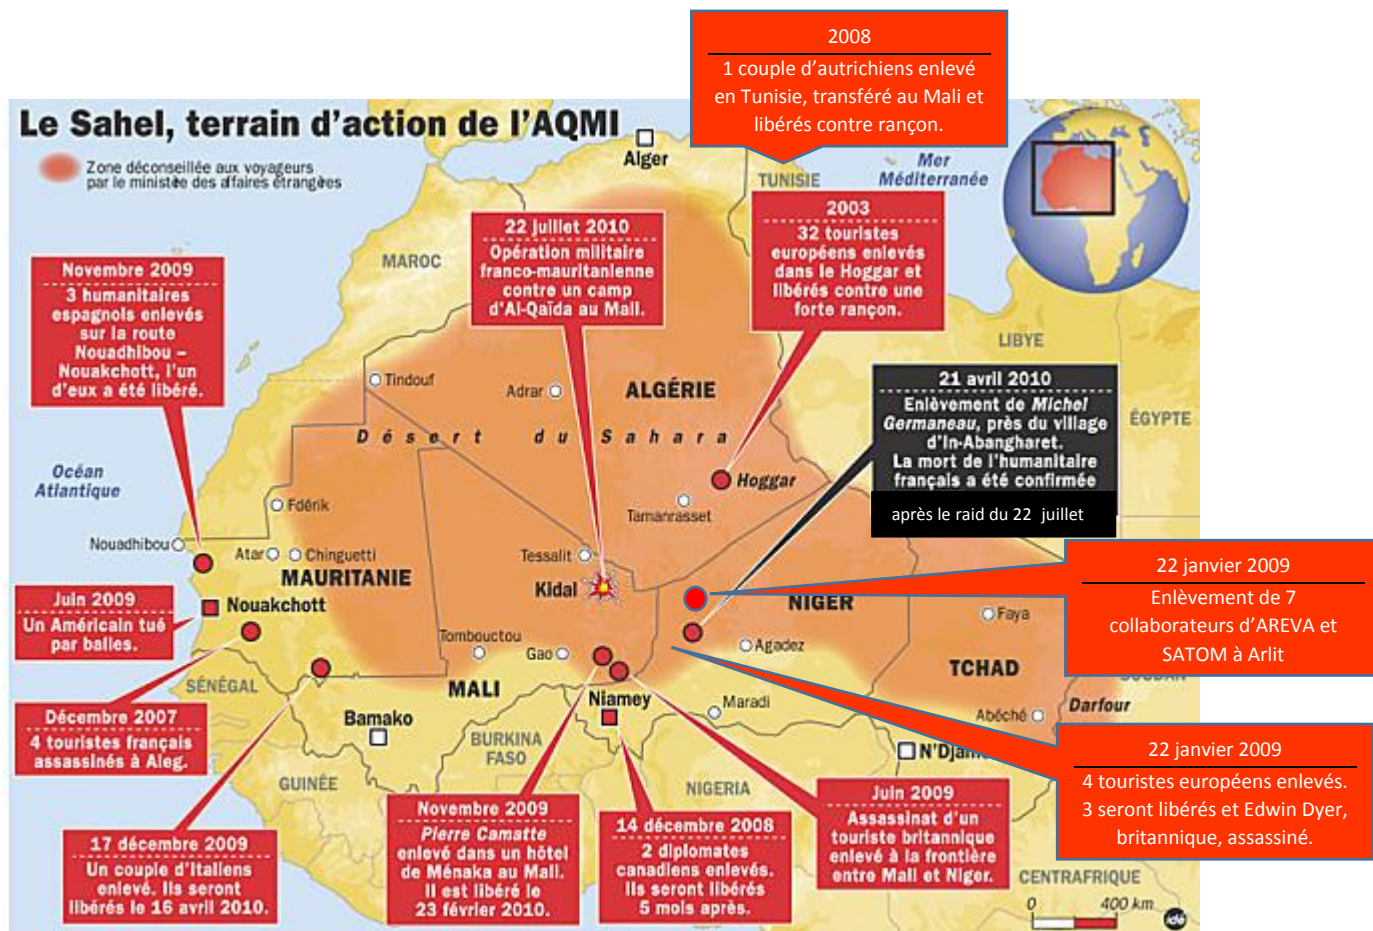 2008
1 couple d'autrichiens enlevé
en Tunisie, transféré au Mali et
libérés contre rançon.
Le Sahel, terrain d'action de l'AQMI
Zone déconseillée aux voyageurs
par le ministèe des affaires étrangères
Alger
TUNISIE
Mer
Méditerranée
MAROC
22 juillet 2010
Opération militaire
franco-mauritanienne
contre un camp
d'Al-Qaïda au Mali.
2003
32 touristes
européens enlevés
dans le Hoggar et
libérés contre une
forte rançon.
Novembre 2009
3 humanitaires
espagnols enlevés
sur la route
Nouadhibou –
Nouakchott, l'un
d'eux a été libéré.
LIBYE
ÉGYPTE
Tindouf
Adrar
ALGÉRIE
Désert du Sahara
21 avril 2010
Enlèvement de Michel
Germaneau, près du village
d'In-Abangharet.
La mort de l'humanitaire
français a été confirmée
après le raid du 22 juillet
Océan
Atlantique
Hoggar
Tamanrasset
Fdérik
Nouadhibou
Atar
Chinguetti
MAURITANIE
Tessalit
Kidal
NIGER
22 janvier 2009
Enlèvement de 7
collaborateurs d'AREVA et
SATOM à Arlit
Juin 2009
Un Américain tué
par balles.
Nouakchott
Faya
Tombouctou
Gao
Agadez
TCHAD
SOUDAN
SÉNÉGAL
MALI
Niamey
Maradi
Abéché
Darfour
Décembre 2007
4 touristes français
assassinés à Aleg.
Bamako
BURKINA
FASO
N'Djam
22 janvier 2009
4 touristes européens enlevés.
3 seront libérés et Edwin Dyer,
britannique, assassiné.
GUINÉE
NIGERIA
17 décembre 2009
Un couple d'Italiens
enlevé. Ils seront
libérés le 16 avril 2010.
Novembre 2009
Pierre Camatte
enlevé dans un hôtel
de Ménaka au Mali.
Il est libéré le
23 février 2010.
14 décembre 2008
2 diplomates
canadiens enlevés.
Ils seront libérés
5 mois après.
Juin 2009
Assassinat d'un
touriste britannique
enlevé à la frontière
entre Mali et Niger.
CENTRAFRIQUE
0 400 km
idé